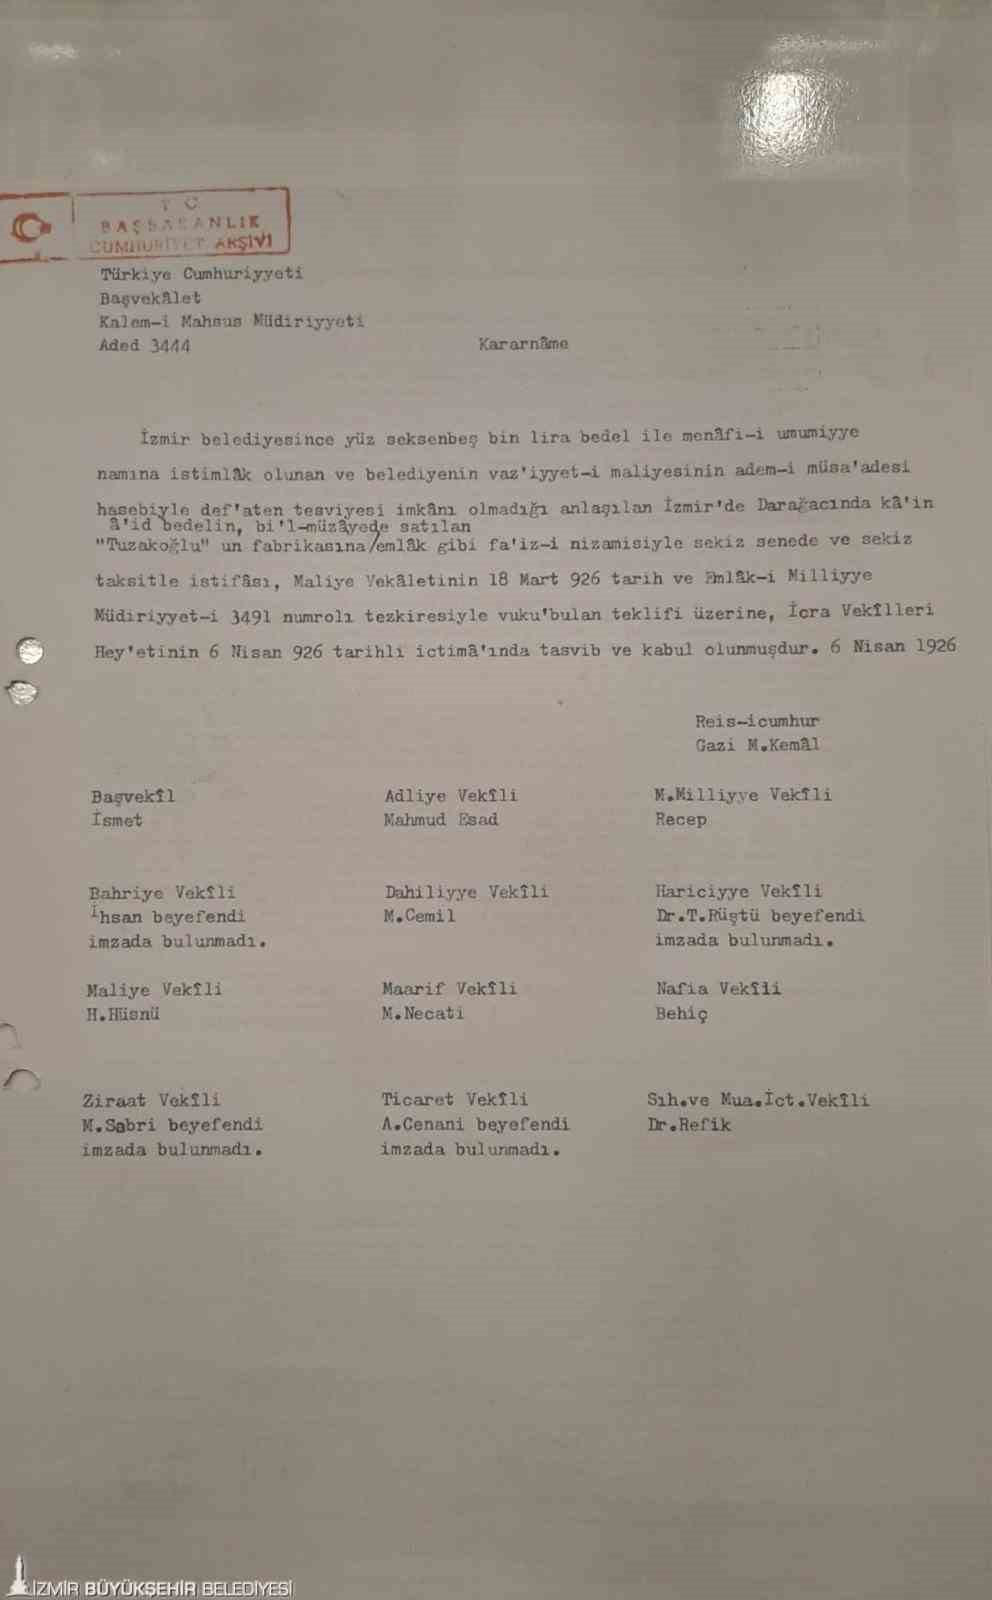 T C
BAŞBAKANLIK
CUMHURİYET ARŞİVİ
Türkiye Cumhuriyyeti
Başvekâlet
Kalem-i Mahsus Müdiriyyeti
Aded 3444 Kararnâme
İzmir belediyesince yüz seksenbeş bin lira bedel ile menâfi-i umumiyye
namına istimlâk olunan ve belediyenin vaz'iyyet-i maliyesinin adem-i müsa'adesi
hasebiyle def'aten tesviyesi imkânı olmadığı anlaşılan İzmir'de Darağacında kâ'in
â'id bedelin, bi'l-müzâyede satılan
"Tuzakoğlu" un fabrikasına/emlâk gibi fa'iz-i nizamisiyle sekiz senede ve sekiz
taksitle istifâsı, Maliye Vekâletinin 18 Mart 926 tarih ve Emlâk-i Milliyye
Müdiriyyet-i 3491 numrolı tezkiresiyle vuku'bulan teklifi üzerine, İcra Vekîlleri
Hey'etinin 6 Nisan 926 tarihli ictimâ'ında tasvib ve kabul olunmuşdur. 6 Nisan 1926
Reis-icumhur
Gazi M.Kemâl
Başvekîl Adliye Vekîli M.Milliyye Vekîli
İsmet Mahmud Esad Recep
Bahriye Vekîli Dahiliyye Vekîli Hariciyye Vekîli
İhsan beyefendi M.Cemil Dr.T.Rüştü beyefendi
imzada bulunmadı. imzada bulunmadı.
Maliye Vekîli Maarif Vekîli Nafia Vekîli
H.Hüsnü M.Necati Behiç
Ziraat Vekîli Ticaret Vekîli Sıh.ve Mua.İct.Vekîli
M.Sabri beyefendi A.Cenani beyefendi Dr.Refik
imzada bulunmadı. imzada bulunmadı.
İZMİR BÜYÜKŞEHİR BELEDİYESİ